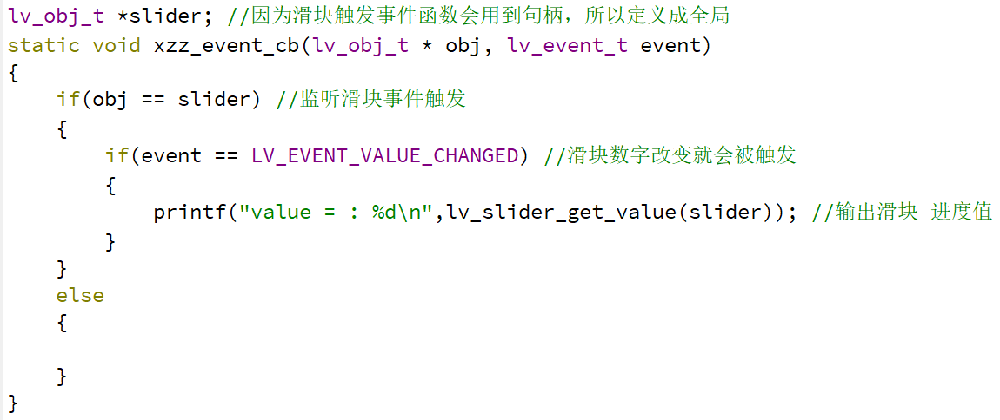 lv_obj_t *slider; //因为滑块触发事件函数会用到句柄，所以定义成全局
static void xzz_event_cb(lv_obj_t * obj, lv_event_t event)
{
    if(obj == slider) //监听滑块事件触发
    {
        if(event == LV_EVENT_VALUE_CHANGED) //滑块数字改变就会被触发
        {
            printf("value = : %d\n",lv_slider_get_value(slider)); //输出滑块 进度值
        }
    }
    else
    {
    }
}